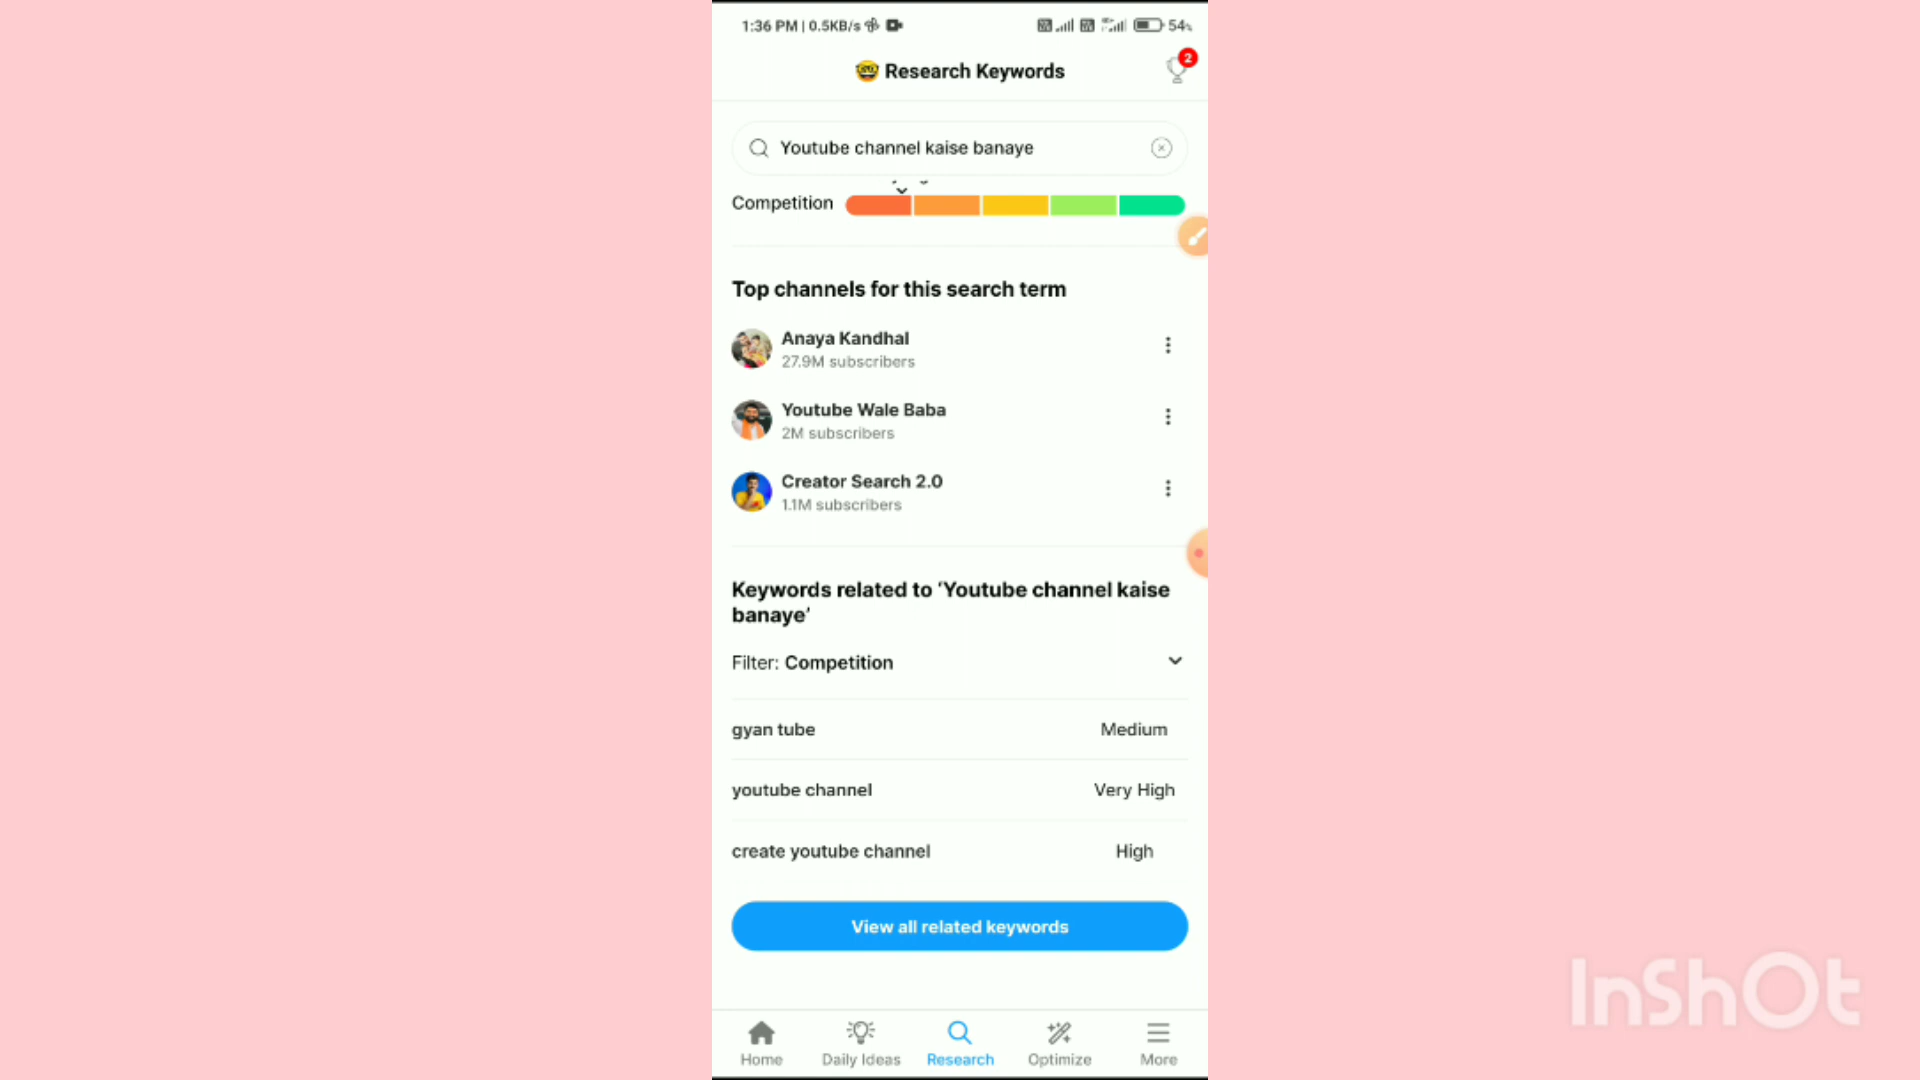 1:36 PM | 0.5KB/s
54%
2
🤓 Research Keywords
Youtube channel kaise banaye
Competition
Top channels for this search term
Anaya Kandhal
27.9M subscribers
Youtube Wale Baba
2M subscribers
Creator Search 2.0
1.1M subscribers
Keywords related to ‘Youtube channel kaise
banaye’
Filter: Competition
gyan tube Medium
youtube channel Very High
create youtube channel High
View all related keywords
Home Daily Ideas Research Optimize More
InShOt